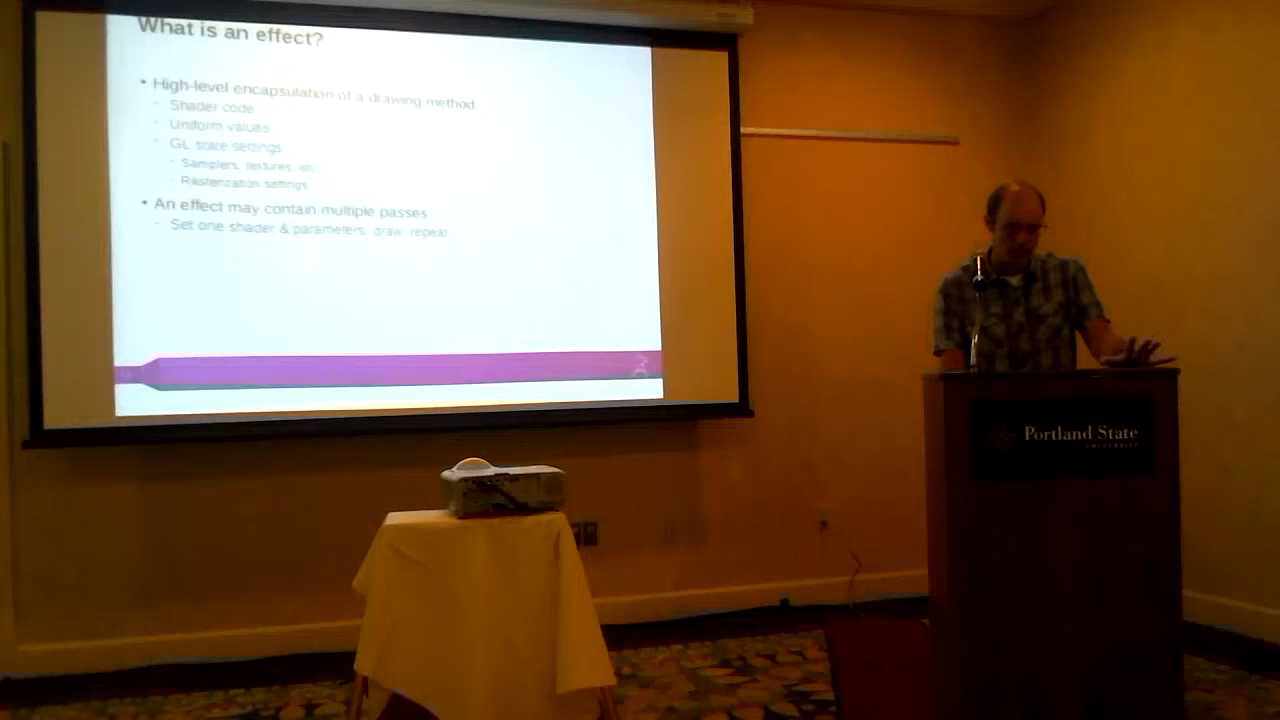 What is an effect?
• High-level encapsulation of a drawing method
- Shader code
- Uniform values
- GL state settings
- Samplers, textures, etc
- Rasterization settings
• An effect may contain multiple passes
- Set one shader & parameters, draw, repeat
Portland State
UNIVERSITY